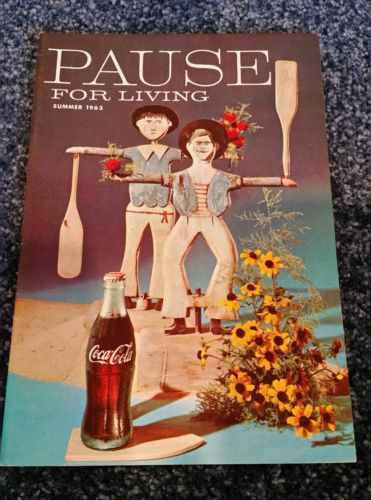 PAUSE
FOR LIVING
SUMMER 1963
Coca-Cola